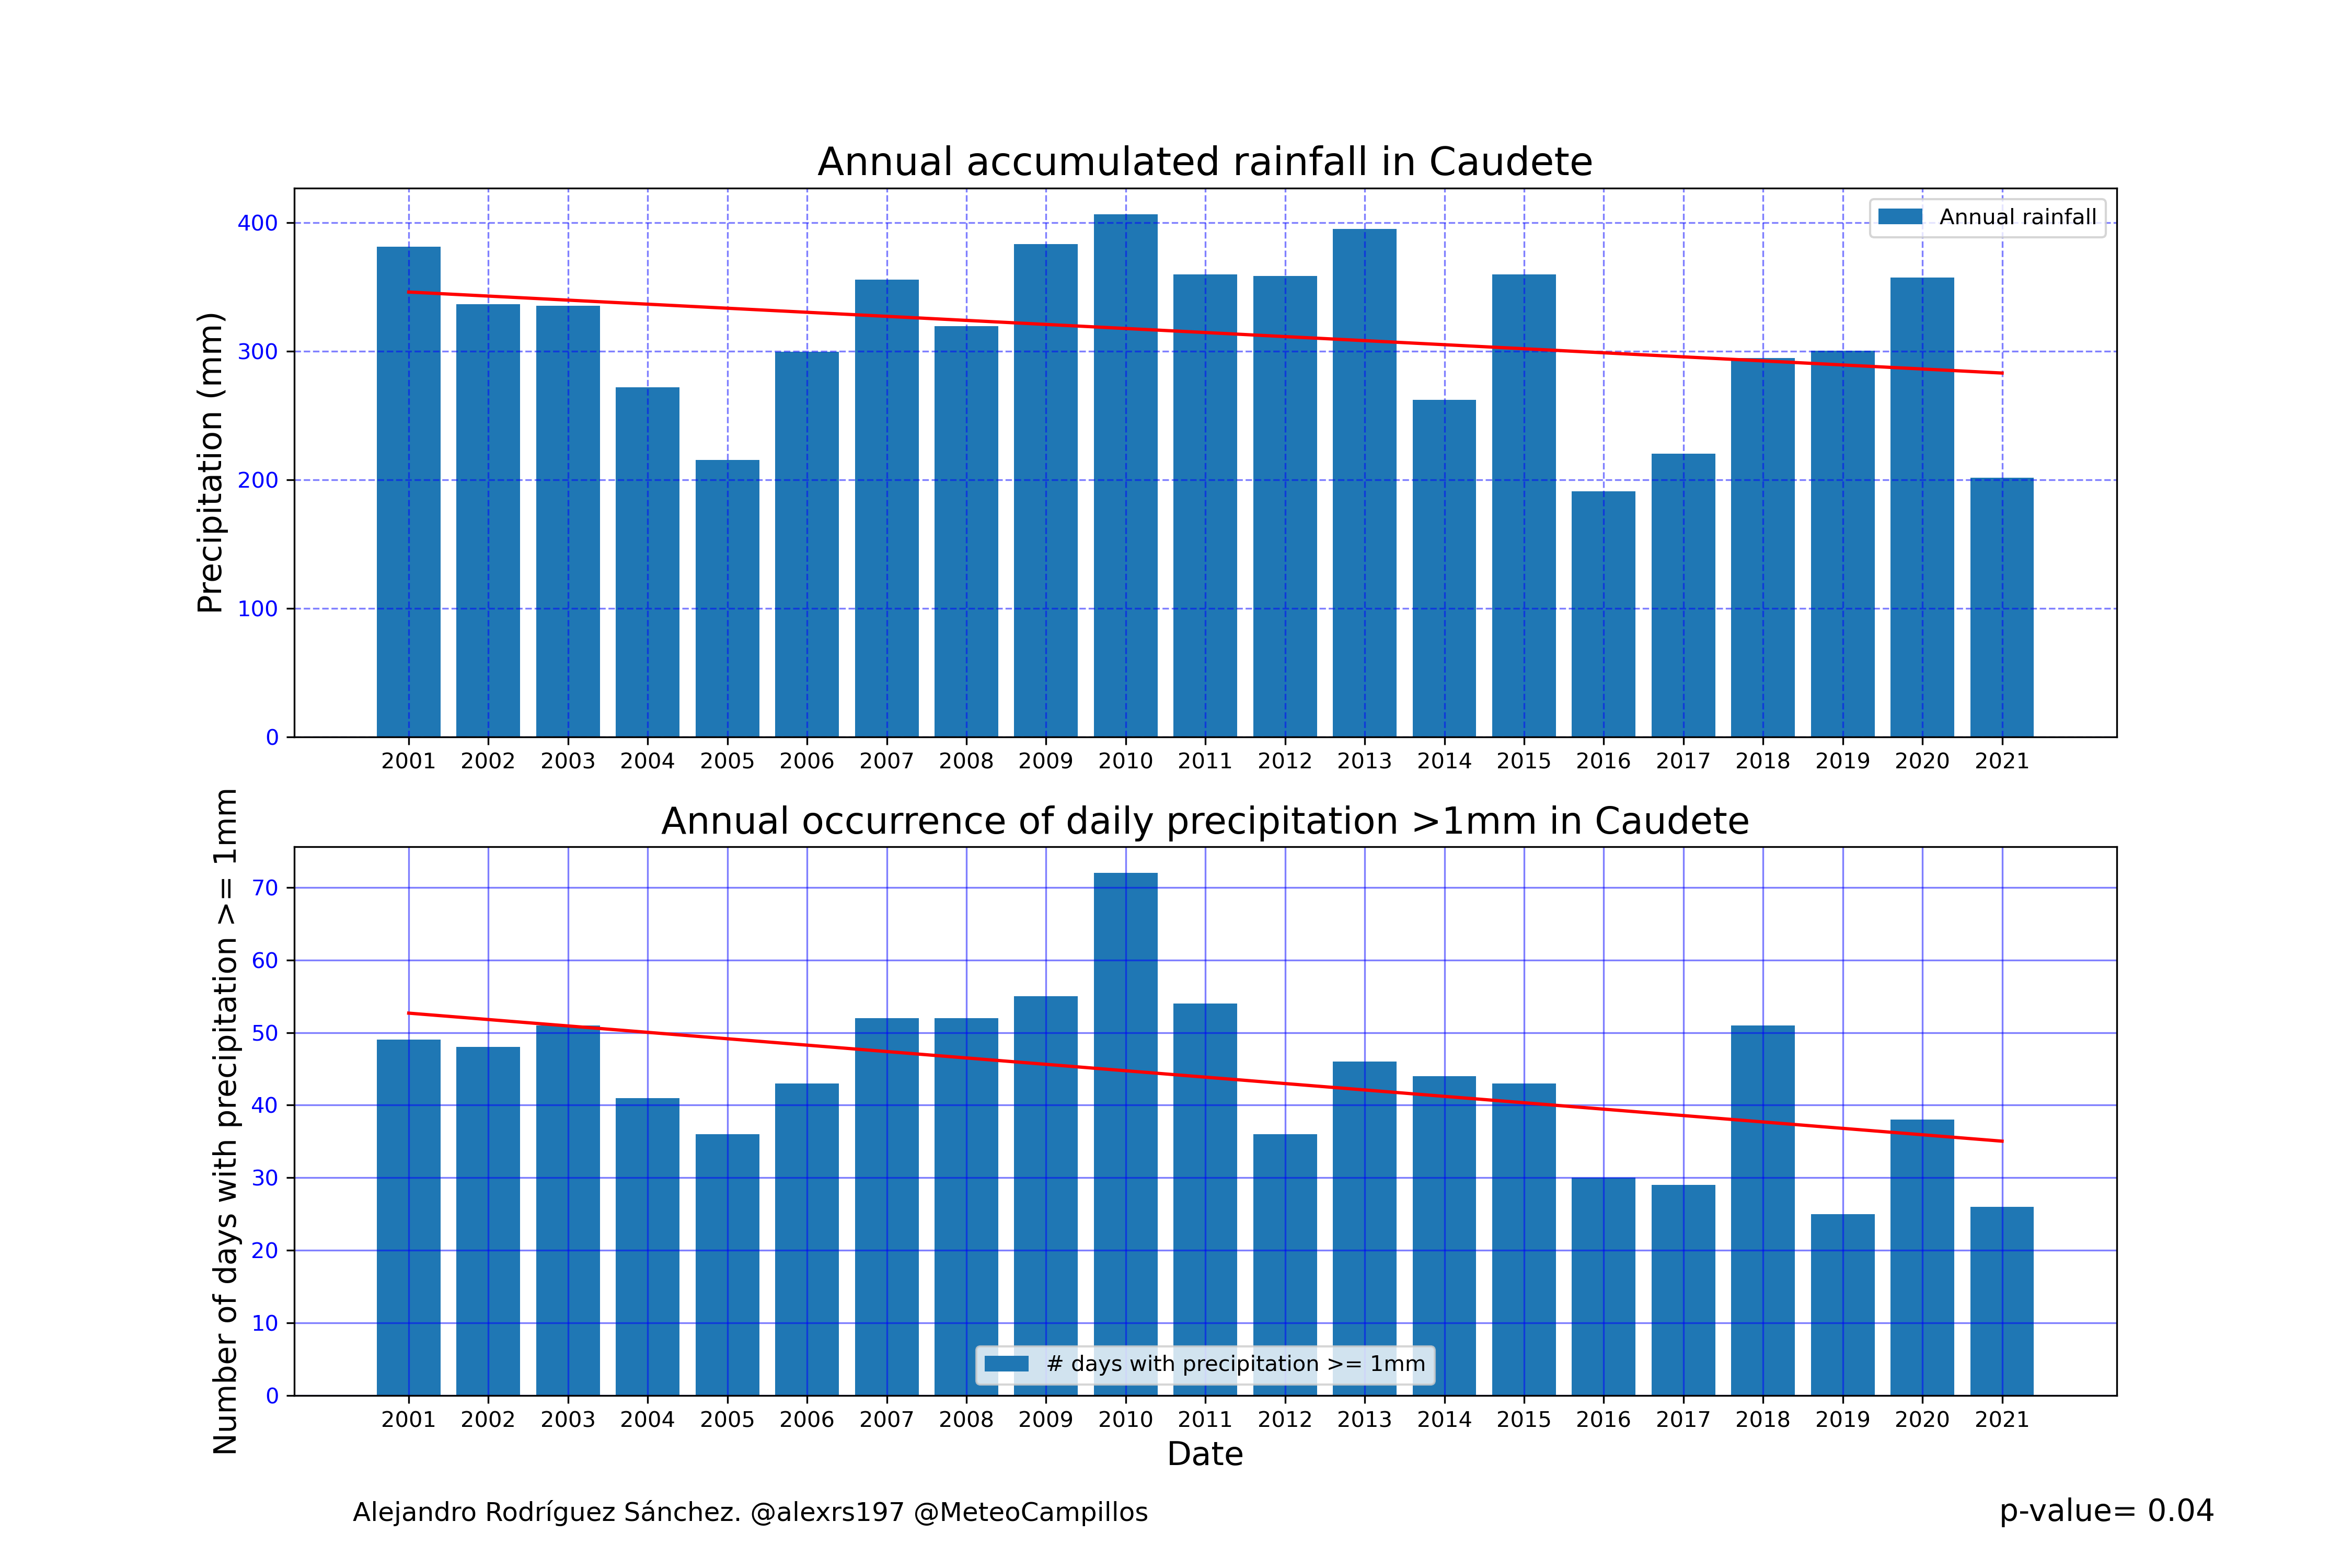 Annual accumulated rainfall in Caudete
Precipitation (mm)
400
300
200
100
0
Annual rainfall
2001 2002 2003 2004 2005 2006 2007 2008 2009 2010 2011 2012 2013 2014 2015 2016 2017 2018 2019 2020 2021
Annual occurrence of daily precipitation >1mm in Caudete
Number of days with precipitation >= 1mm
70
60
50
40
30
20
10
0
# days with precipitation >= 1mm
2001 2002 2003 2004 2005 2006 2007 2008 2009 2010 2011 2012 2013 2014 2015 2016 2017 2018 2019 2020 2021
Date
Alejandro Rodríguez Sánchez. @alexrs197 @MeteoCampillos
p-value= 0.04